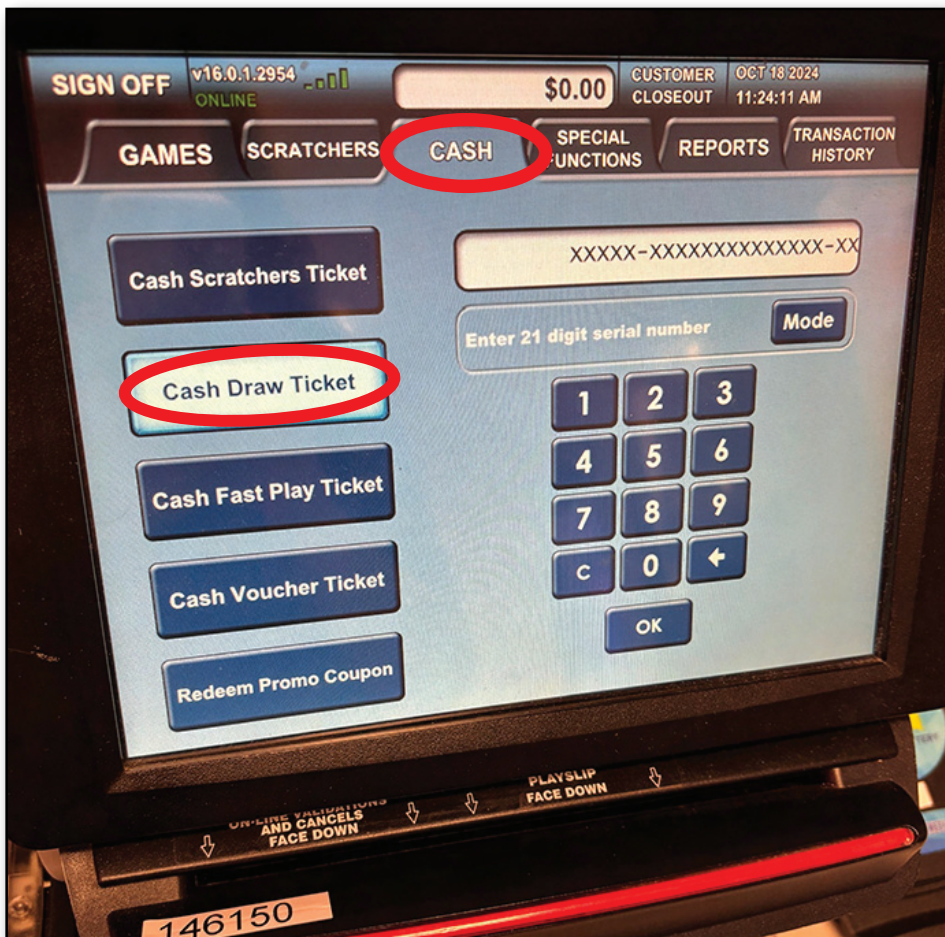 SIGN OFF
v16.0.1.2954
ONLINE
$0.00
CUSTOMER
CLOSEOUT
OCT 18 2024
11:24:11 AM
GAMES
SCRATCHERS
CASH
SPECIAL
FUNCTIONS
REPORTS
TRANSACTION
HISTORY
Cash Scratchers Ticket
Cash Draw Ticket
Cash Fast Play Ticket
Cash Voucher Ticket
Redeem Promo Coupon
XXXXX-XXXXXXXXXXXXXX-XX
Enter 21 digit serial number
Mode
1 2 3
4 5 6
7 8 9
C 0
OK
ON-LINE VALIDATIONS
AND CANCELS
FACE DOWN
PLAYSLIP
FACE DOWN
146150